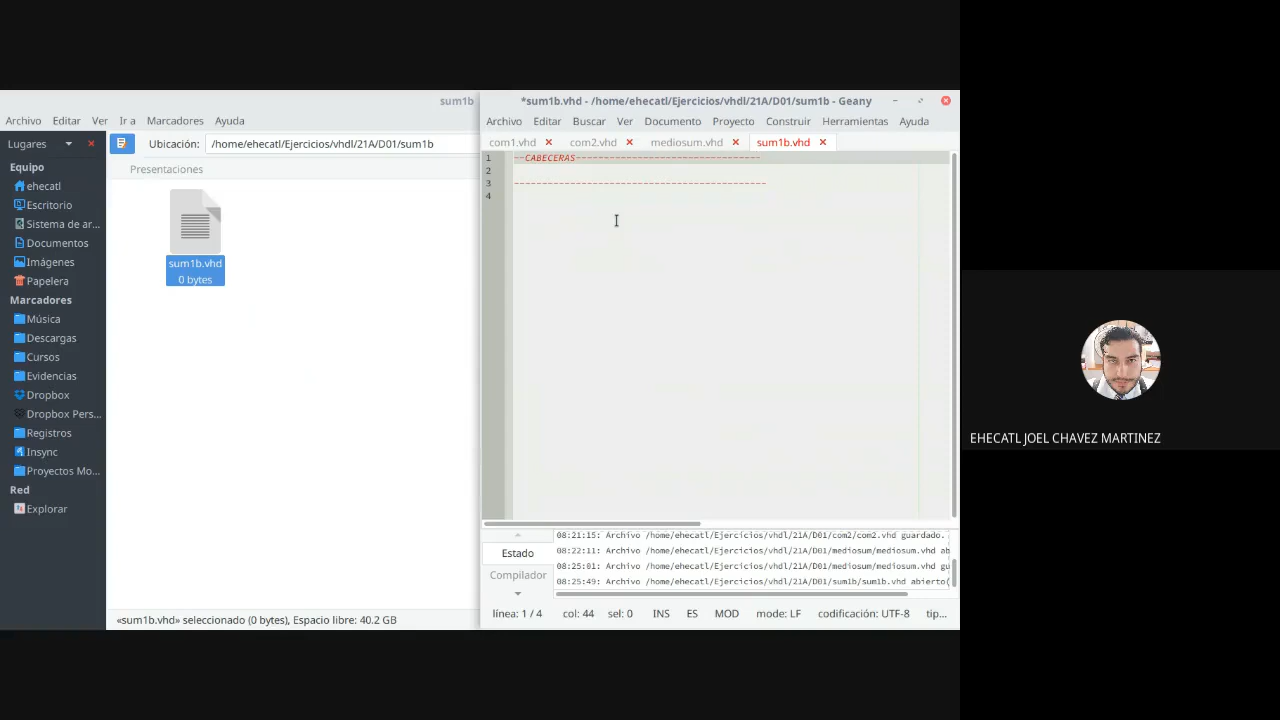 sum1b
Archivo Editar Ver Ir a Marcadores Ayuda
Lugares
Ubicación: /home/ehecatl/Ejercicios/vhdl/21A/D01/sum1b
Presentaciones
Equipo
ehecatl
Escritorio
Sistema de ar...
Documentos
Imágenes
Papelera
Marcadores
Música
Descargas
Cursos
Evidencias
Dropbox
Dropbox Pers...
Registros
Insync
Proyectos Mo...
Red
Explorar
sum1b.vhd
0 bytes
«sum1b.vhd» seleccionado (0 bytes), Espacio libre: 40.2 GB
*sum1b.vhd - /home/ehecatl/Ejercicios/vhdl/21A/D01/sum1b - Geany
Archivo Editar Buscar Ver Documento Proyecto Construir Herramientas Ayuda
com1.vhd com2.vhd mediosum.vhd sum1b.vhd
1 --CABECERAS----------------------------------
2
3 ----------------------------------------------
4
Estado
Compilador
08:21:15: Archivo /home/ehecatl/Ejercicios/vhdl/21A/D01/com2/com2.vhd guardado.
08:22:11: Archivo /home/ehecatl/Ejercicios/vhdl/21A/D01/mediosum/mediosum.vhd ab
08:25:01: Archivo /home/ehecatl/Ejercicios/vhdl/21A/D01/mediosum/mediosum.vhd gu
08:25:49: Archivo /home/ehecatl/Ejercicios/vhdl/21A/D01/sum1b/sum1b.vhd abierto(
línea: 1 / 4 col: 44 sel: 0 INS ES MOD mode: LF codificación: UTF-8 tip...
EHECATL JOEL CHAVEZ MARTINEZ